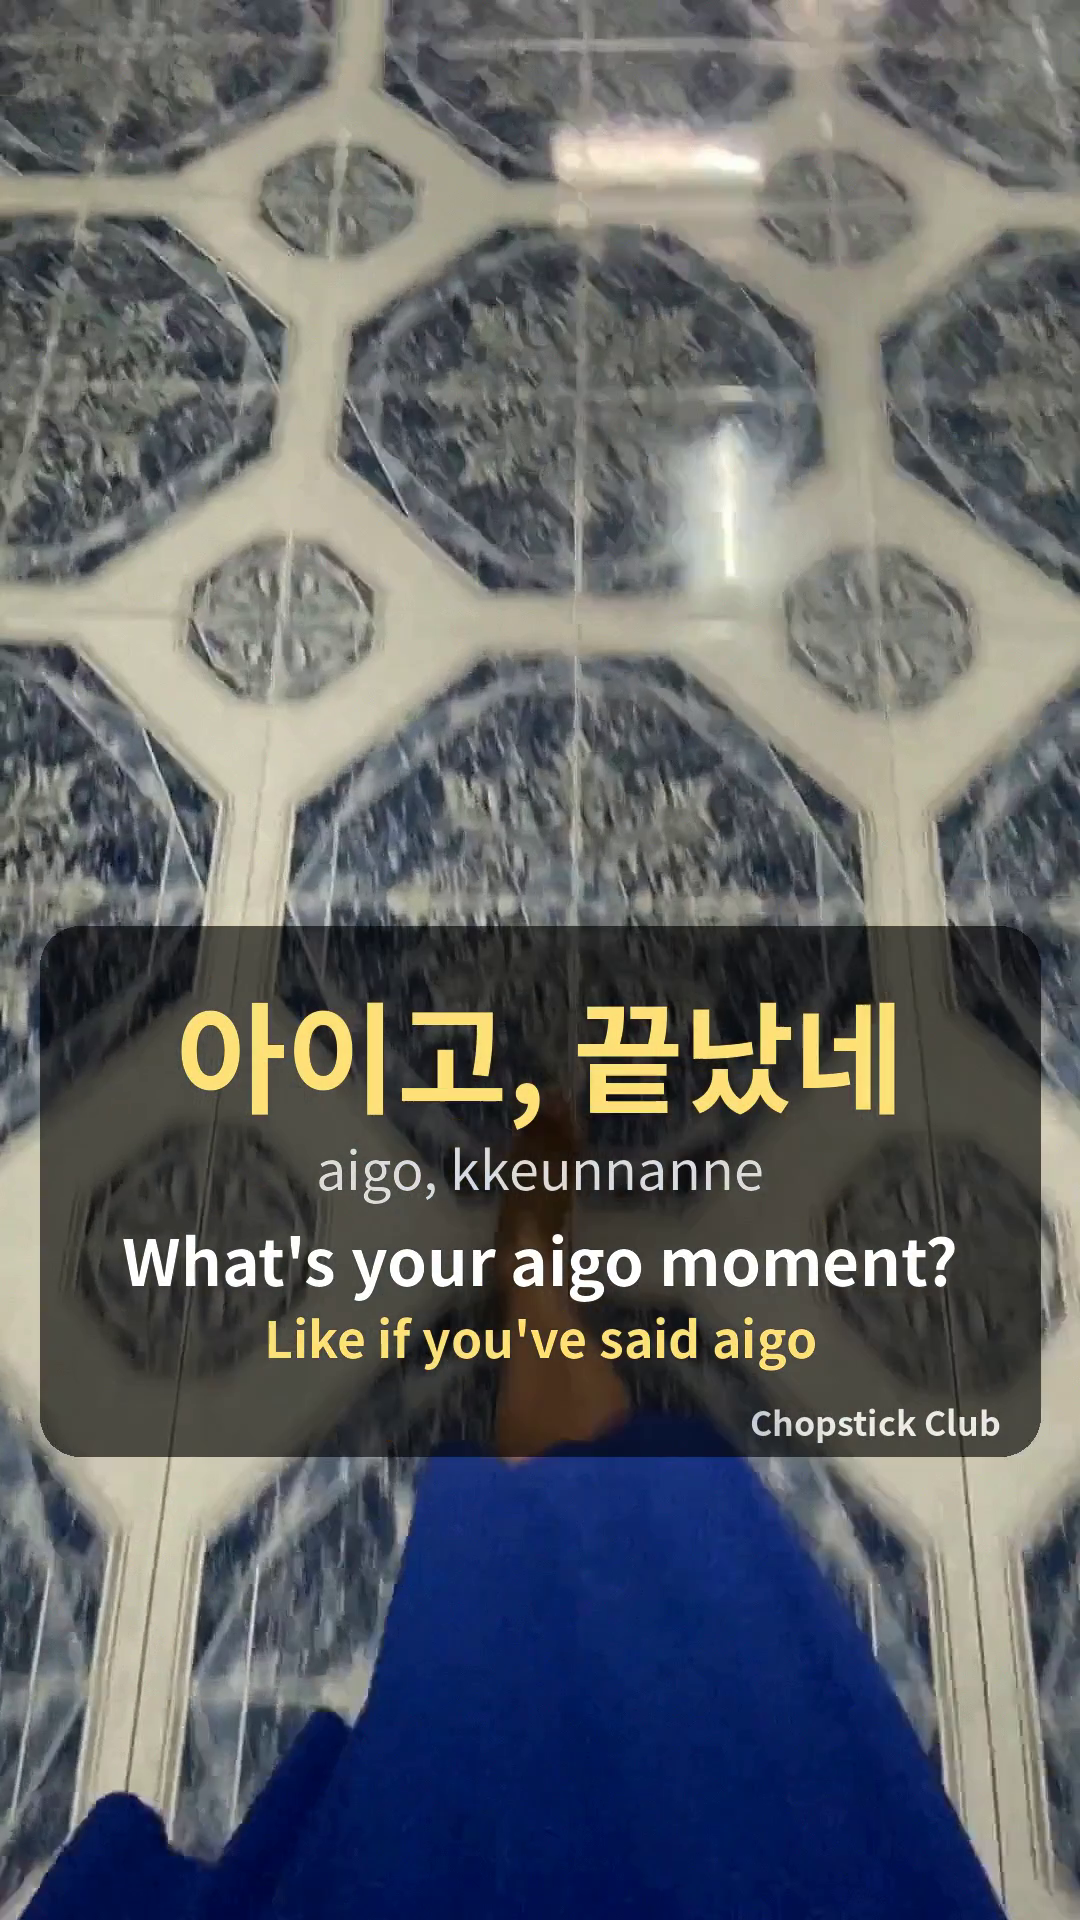 아이고, 끝났네
aigo, kkeunnanne
What's your aigo moment?
Like if you've said aigo
Chopstick Club